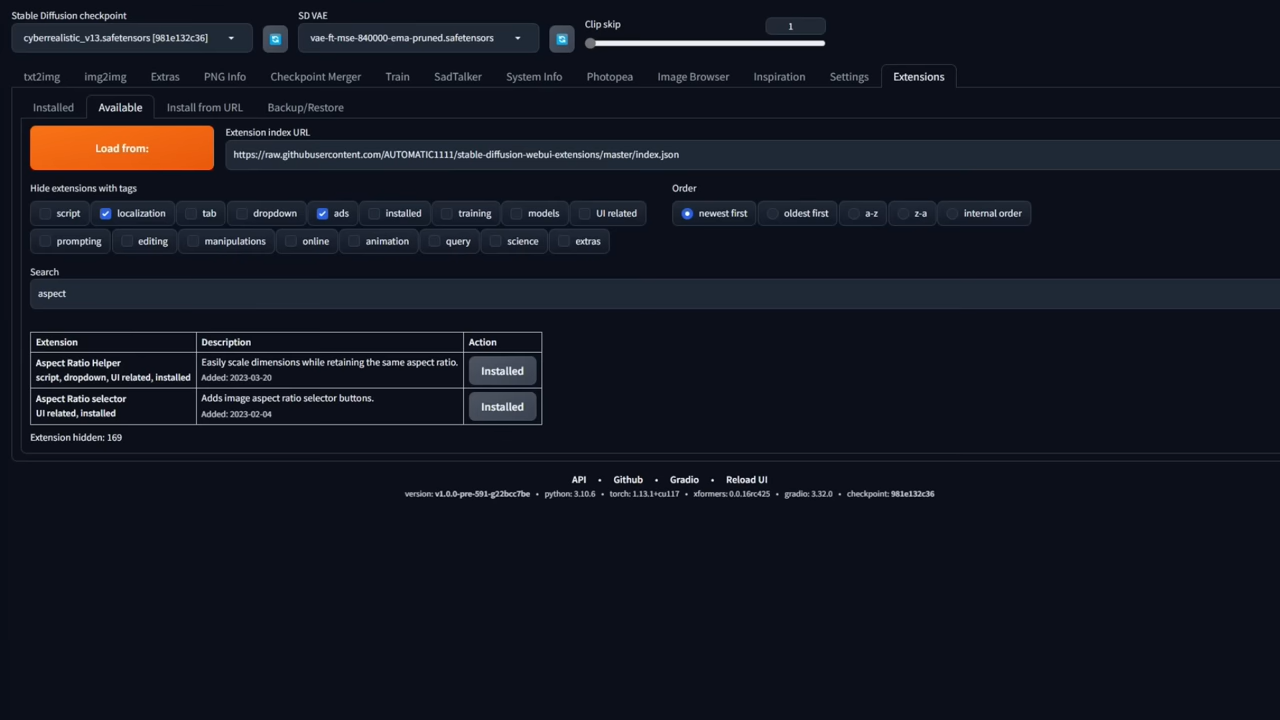 Stable Diffusion checkpoint
SD VAE
Clip skip
1
cyberrealistic_v13.safetensors [981e132c36]
vae-ft-mse-840000-ema-pruned.safetensors
txt2img img2img Extras PNG Info Checkpoint Merger Train SadTalker System Info Photopea Image Browser Inspiration Settings Extensions
Installed Available Install from URL Backup/Restore
Load from:
Extension index URL
https://raw.githubusercontent.com/AUTOMATIC1111/stable-diffusion-webui-extensions/master/index.json
Hide extensions with tags
script localization tab dropdown ads installed training models UI related
prompting editing manipulations online animation query science extras
Order
newest first oldest first a-z z-a internal order
Search
aspect
Extension Description Action
Aspect Ratio Helper
script, dropdown, UI related, installed
Easily scale dimensions while retaining the same aspect ratio.
Added: 2023-03-20
Installed
Aspect Ratio selector
UI related, installed
Adds image aspect ratio selector buttons.
Added: 2023-02-04
Installed
Extension hidden: 169
API • Github • Gradio • Reload UI
version: v1.0.0-pre-591-g22bcc7be • python: 3.10.6 • torch: 1.13.1+cu117 • xformers: 0.0.16rc425 • gradio: 3.32.0 • checkpoint: 981e132c36